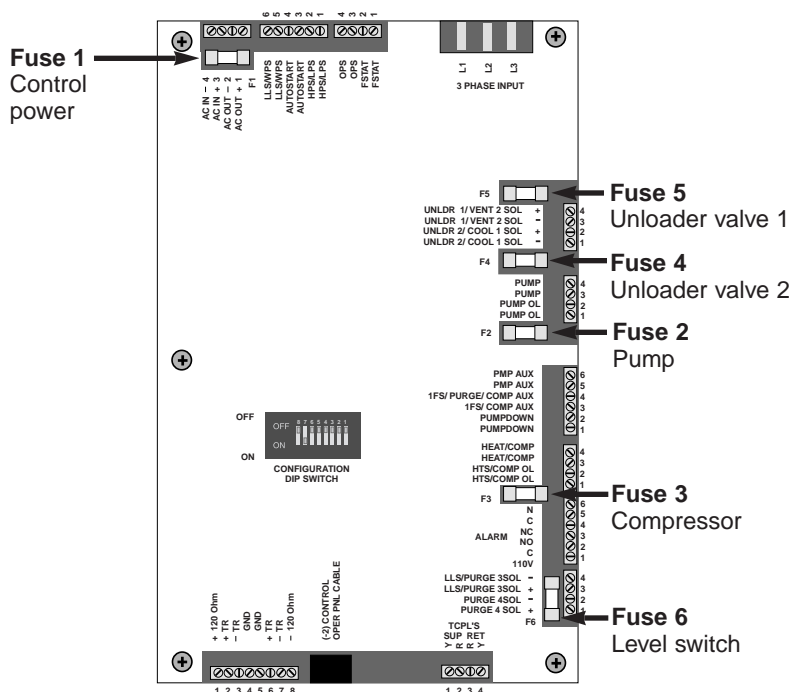 6 5 4 3 2 1
4 3 2 1
Fuse 1
Control
power
F1
AC IN – 4
AC IN + 3
AC OUT – 2
AC OUT + 1
LLS/WPS
LLS/WPS
AUTOSTART
AUTOSTART
HPS/LPS
HPS/LPS
OPS
OPS
FSTAT
FSTAT
L1 L2 L3
3 PHASE INPUT
F5
Fuse 5
Unloader valve 1
UNLDR 1/ VENT 2 SOL + 4
UNLDR 1/ VENT 2 SOL – 3
UNLDR 2/ COOL 1 SOL + 2
UNLDR 2/ COOL 1 SOL – 1
F4
Fuse 4
Unloader valve 2
PUMP 4
PUMP 3
PUMP OL 2
PUMP OL 1
F2
Fuse 2
Pump
PMP AUX 6
PMP AUX 5
1FS/ PURGE/ COMP AUX 4
1FS/ COMP AUX 3
PUMPDOWN 2
PUMPDOWN 1
OFF
OFF
8 7 6 5 4 3 2 1
ON
ON
CONFIGURATION
DIP SWITCH
HEAT/COMP 4
HEAT/COMP 3
HTS/COMP OL 2
HTS/COMP OL 1
F3
Fuse 3
Compressor
N 6
C 5
NC 4
ALARM
NO 3
C 2
110V 1
LLS/PURGE 3SOL – 4
LLS/PURGE 3SOL + 3
PURGE 4SOL – 2
PURGE 4 SOL + 1
F6
Fuse 6
Level switch
+ 120 Ohm
+ TR
– TR
GND
GND
+ TR
– TR
– 120 Ohm
(-2) CONTROL
OPER PNL CABLE
TCPL'S
SUP RET
Y R R Y
1 2 3 4 5 6 7 8
1 2 3 4